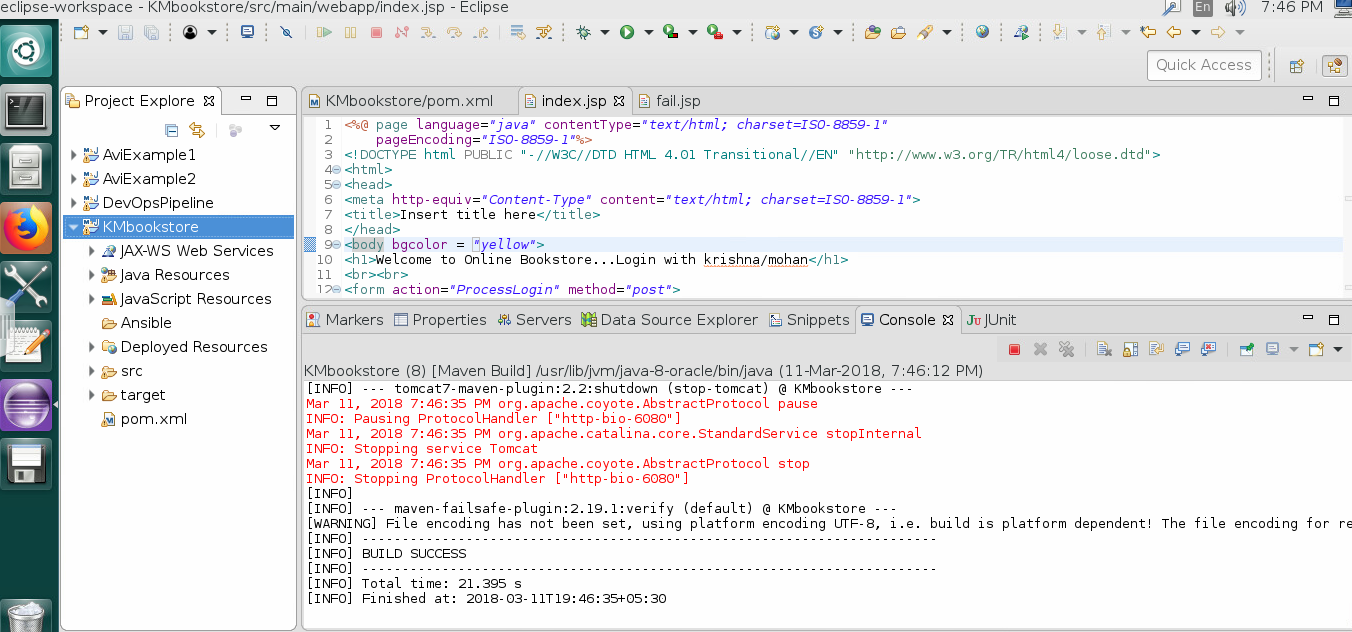 eclipse-workspace - KMbookstore/src/main/webapp/index.jsp - Eclipse
En 7:46 PM
Quick Access
Project Explore
KMbookstore/pom.xml index.jsp fail.jsp
AviExample1
AviExample2
DevOpsPipeline
KMbookstore
JAX-WS Web Services
Java Resources
JavaScript Resources
Ansible
Deployed Resources
src
target
pom.xml
1 <%@ page language="java" contentType="text/html; charset=ISO-8859-1"
2 pageEncoding="ISO-8859-1"%>
3 <!DOCTYPE html PUBLIC "-//W3C//DTD HTML 4.01 Transitional//EN" "http://www.w3.org/TR/html4/loose.dtd">
4 <html>
5 <head>
6 <meta http-equiv="Content-Type" content="text/html; charset=ISO-8859-1">
7 <title>Insert title here</title>
8 </head>
9 <body bgcolor = "yellow">
10 <h1>Welcome to Online Bookstore...Login with krishna/mohan</h1>
11 <br><br>
12 <form action="ProcessLogin" method="post">
Markers Properties Servers Data Source Explorer Snippets Console JUnit
KMbookstore (8) [Maven Build] /usr/lib/jvm/java-8-oracle/bin/java (11-Mar-2018, 7:46:12 PM)
[INFO] --- tomcat7-maven-plugin:2.2:shutdown (stop-tomcat) @ KMbookstore ---
Mar 11, 2018 7:46:35 PM org.apache.coyote.AbstractProtocol pause
INFO: Pausing ProtocolHandler ["http-bio-6080"]
Mar 11, 2018 7:46:35 PM org.apache.catalina.core.StandardService stopInternal
INFO: Stopping service Tomcat
Mar 11, 2018 7:46:35 PM org.apache.coyote.AbstractProtocol stop
INFO: Stopping ProtocolHandler ["http-bio-6080"]
[INFO]
[INFO] --- maven-failsafe-plugin:2.19.1:verify (default) @ KMbookstore ---
[WARNING] File encoding has not been set, using platform encoding UTF-8, i.e. build is platform dependent! The file encoding for re
[INFO] ------------------------------------------------------------------------
[INFO] BUILD SUCCESS
[INFO] ------------------------------------------------------------------------
[INFO] Total time: 21.395 s
[INFO] Finished at: 2018-03-11T19:46:35+05:30